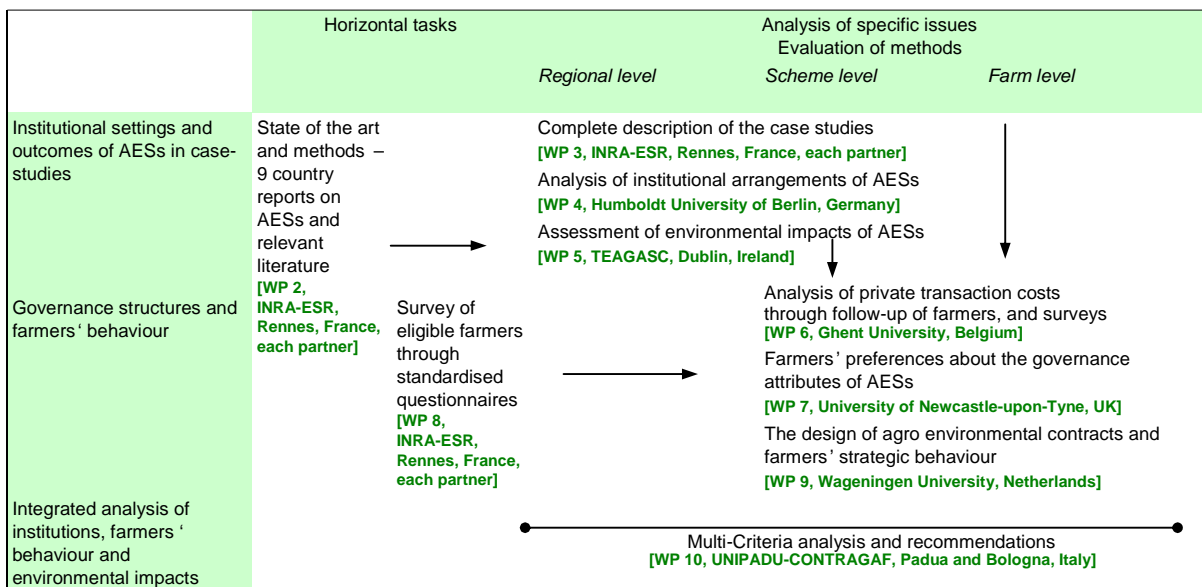 Horizontal tasks
Analysis of specific issues
Evaluation of methods
Regional level
Scheme level
Farm level
Institutional settings and
outcomes of AESs in case-
studies
State of the art
and methods –
9 country
reports on
AESs and
relevant
literature
[WP 2,
INRA-ESR,
Rennes, France,
each partner]
Complete description of the case studies
[WP 3, INRA-ESR, Rennes, France, each partner]
Analysis of institutional arrangements of AESs
[WP 4, Humboldt University of Berlin, Germany]
Assessment of environmental impacts of AESs
[WP 5, TEAGASC, Dublin, Ireland]
Governance structures and
farmers‘ behaviour
Survey of
eligible farmers
through
standardised
questionnaires
[WP 8,
INRA-ESR,
Rennes, France,
each partner]
Analysis of private transaction costs
through follow-up of farmers, and surveys
[WP 6, Ghent University, Belgium]
Farmers’ preferences about the governance
attributes of AESs
[WP 7, University of Newcastle-upon-Tyne, UK]
The design of agro environmental contracts and
farmers’ strategic behaviour
[WP 9, Wageningen University, Netherlands]
Integrated analysis of
institutions, farmers ‘
behaviour and
environmental impacts
Multi-Criteria analysis and recommendations
[WP 10, UNIPADU-CONTRAGAF, Padua and Bologna, Italy]